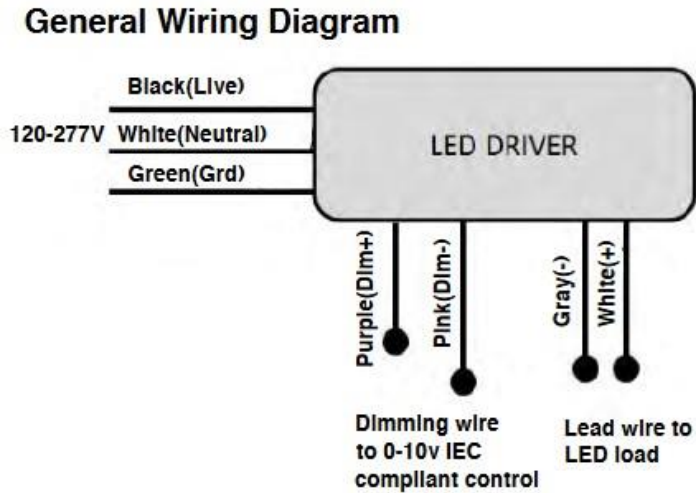 General Wiring Diagram
Black(Live)
120-277V White(Neutral)
Green(Grd)
LED DRIVER
Purple(Dim+)
Pink(Dim-)
Gray(-)
White(+)
Dimming wire
to 0-10v IEC
compliant control
Lead wire to
LED load